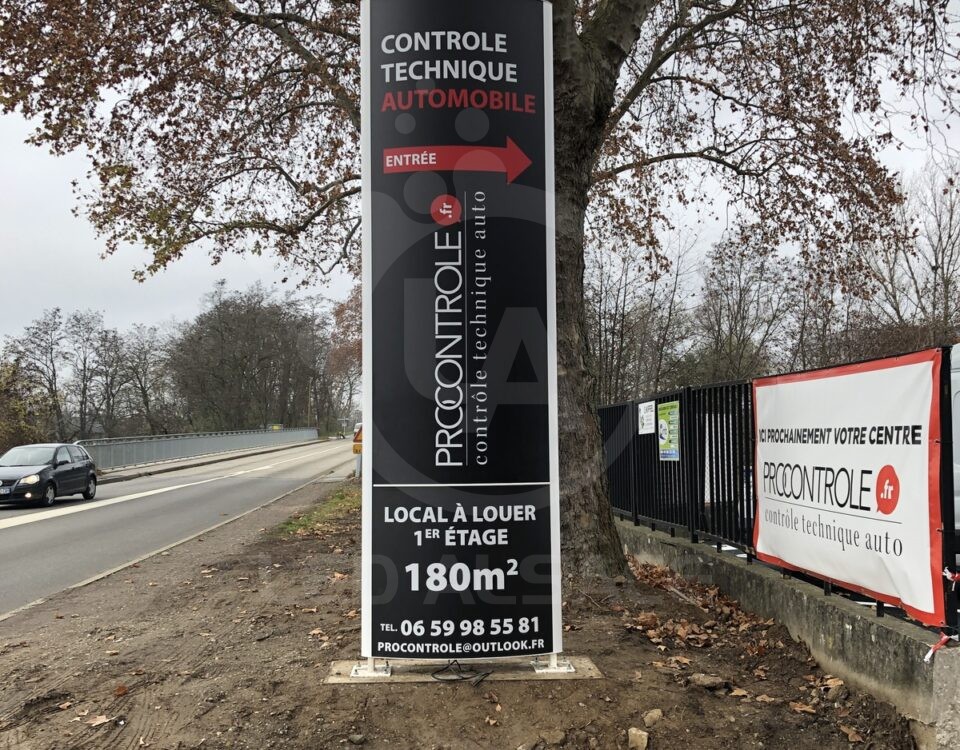 CONTROLE
TECHNIQUE
AUTOMOBILE
ENTRÉE
PROCONTROLE.fr
contrôle technique auto
LOCAL À LOUER
1ER ÉTAGE
180m²
TEL. 06 59 98 55 81
PROCONTROLE@OUTLOOK.FR
ICI PROCHAINEMENT VOTRE CENTRE
PROCONTROLE.fr
contrôle technique auto